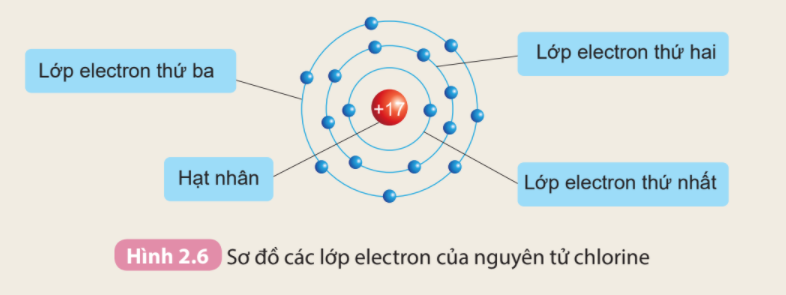 Lớp electron thứ ba
Lớp electron thứ hai
+17
Hạt nhân
Lớp electron thứ nhất
Hình 2.6 Sơ đồ các lớp electron của nguyên tử chlorine